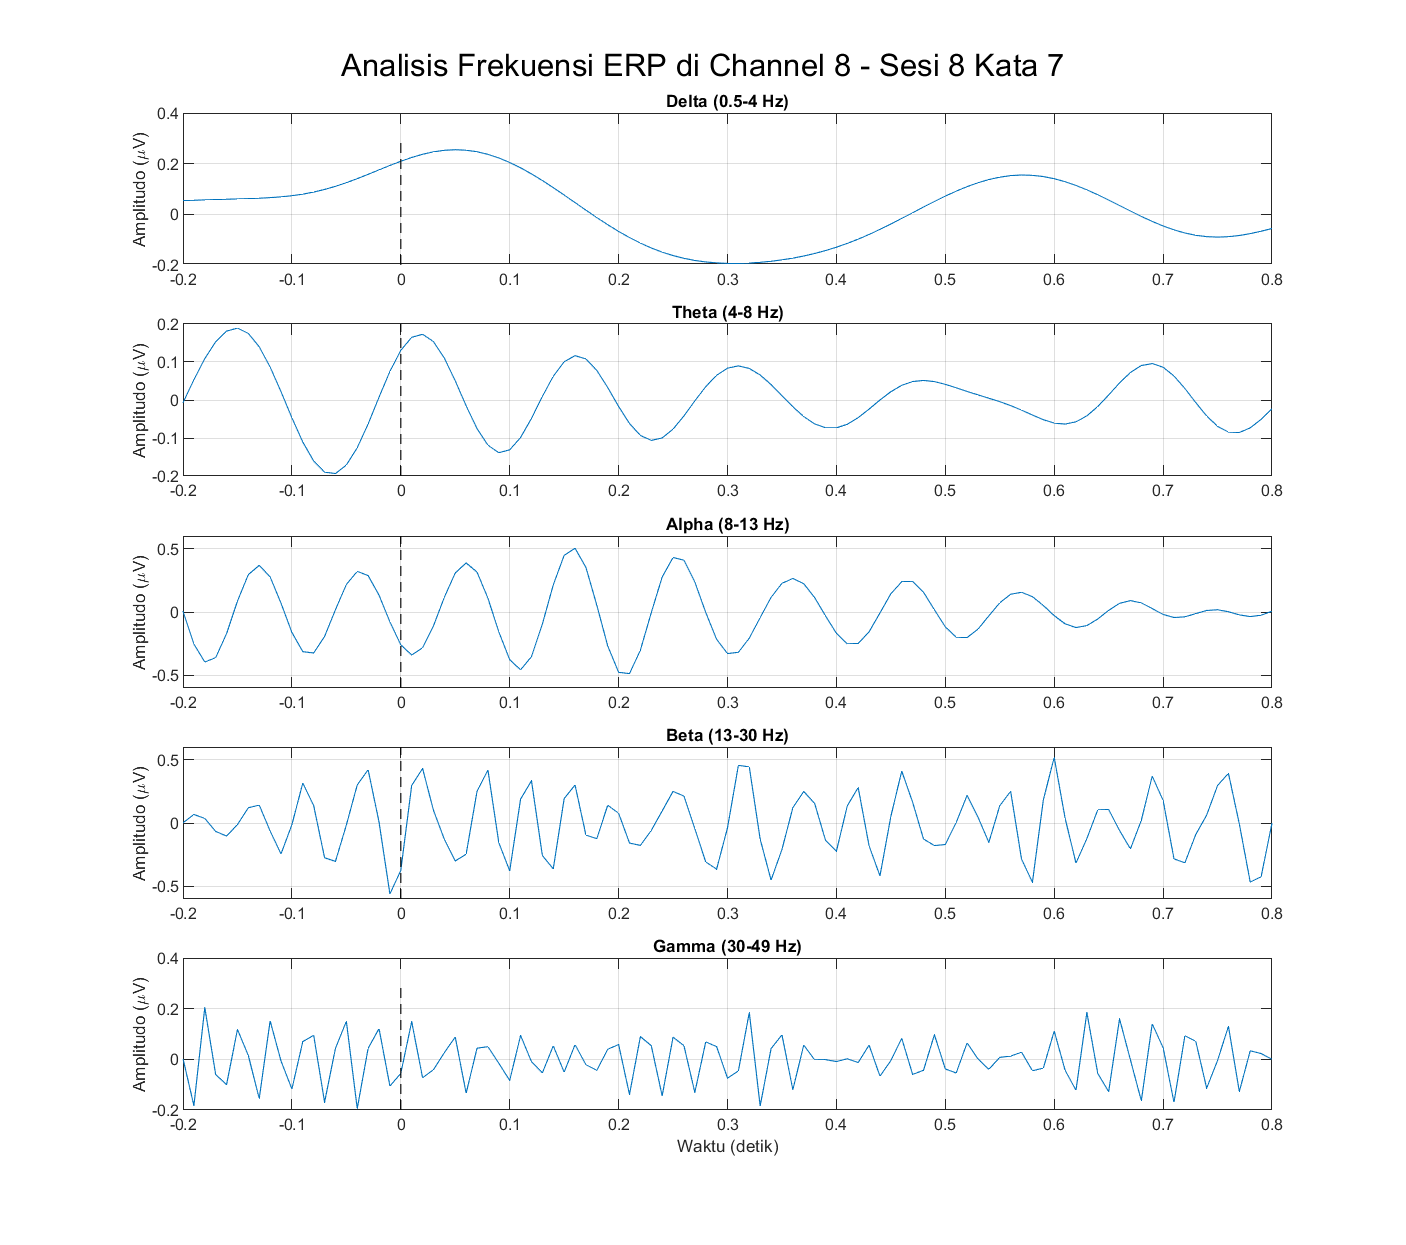 Analisis Frekuensi ERP di Channel 8 - Sesi 8 Kata 7
Delta (0.5-4 Hz)
Amplitudo (μV)
0.4
0.2
0
-0.2
-0.2 -0.1 0 0.1 0.2 0.3 0.4 0.5 0.6 0.7 0.8
Theta (4-8 Hz)
Amplitudo (μV)
0.2
0.1
0
-0.1
-0.2
-0.2 -0.1 0 0.1 0.2 0.3 0.4 0.5 0.6 0.7 0.8
Alpha (8-13 Hz)
Amplitudo (μV)
0.5
0
-0.5
-0.2 -0.1 0 0.1 0.2 0.3 0.4 0.5 0.6 0.7 0.8
Beta (13-30 Hz)
Amplitudo (μV)
0.5
0
-0.5
-0.2 -0.1 0 0.1 0.2 0.3 0.4 0.5 0.6 0.7 0.8
Gamma (30-49 Hz)
Amplitudo (μV)
0.4
0.2
0
-0.2
-0.2 -0.1 0 0.1 0.2 0.3 0.4 0.5 0.6 0.7 0.8
Waktu (detik)